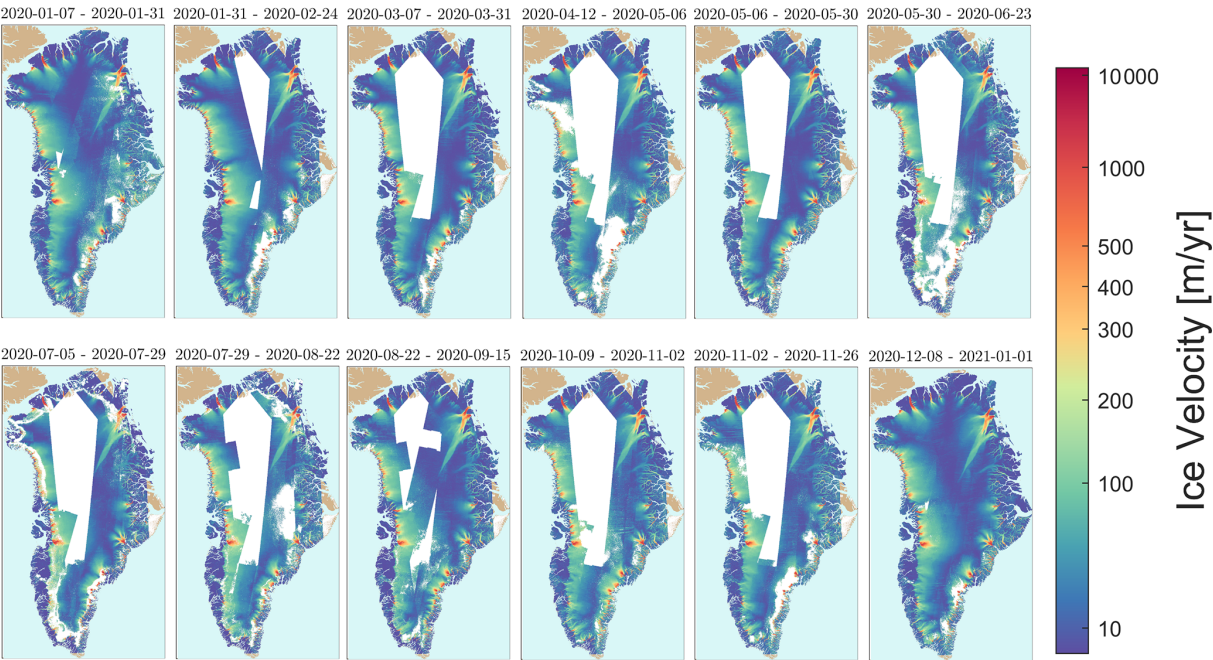 2020-01-07 - 2020-01-31
2020-01-31 - 2020-02-24
2020-03-07 - 2020-03-31
2020-04-12 - 2020-05-06
2020-05-06 - 2020-05-30
2020-05-30 - 2020-06-23
2020-07-05 - 2020-07-29
2020-07-29 - 2020-08-22
2020-08-22 - 2020-09-15
2020-10-09 - 2020-11-02
2020-11-02 - 2020-11-26
2020-12-08 - 2021-01-01
10000
1000
500
400
300
200
100
10
Ice Velocity [m/yr]